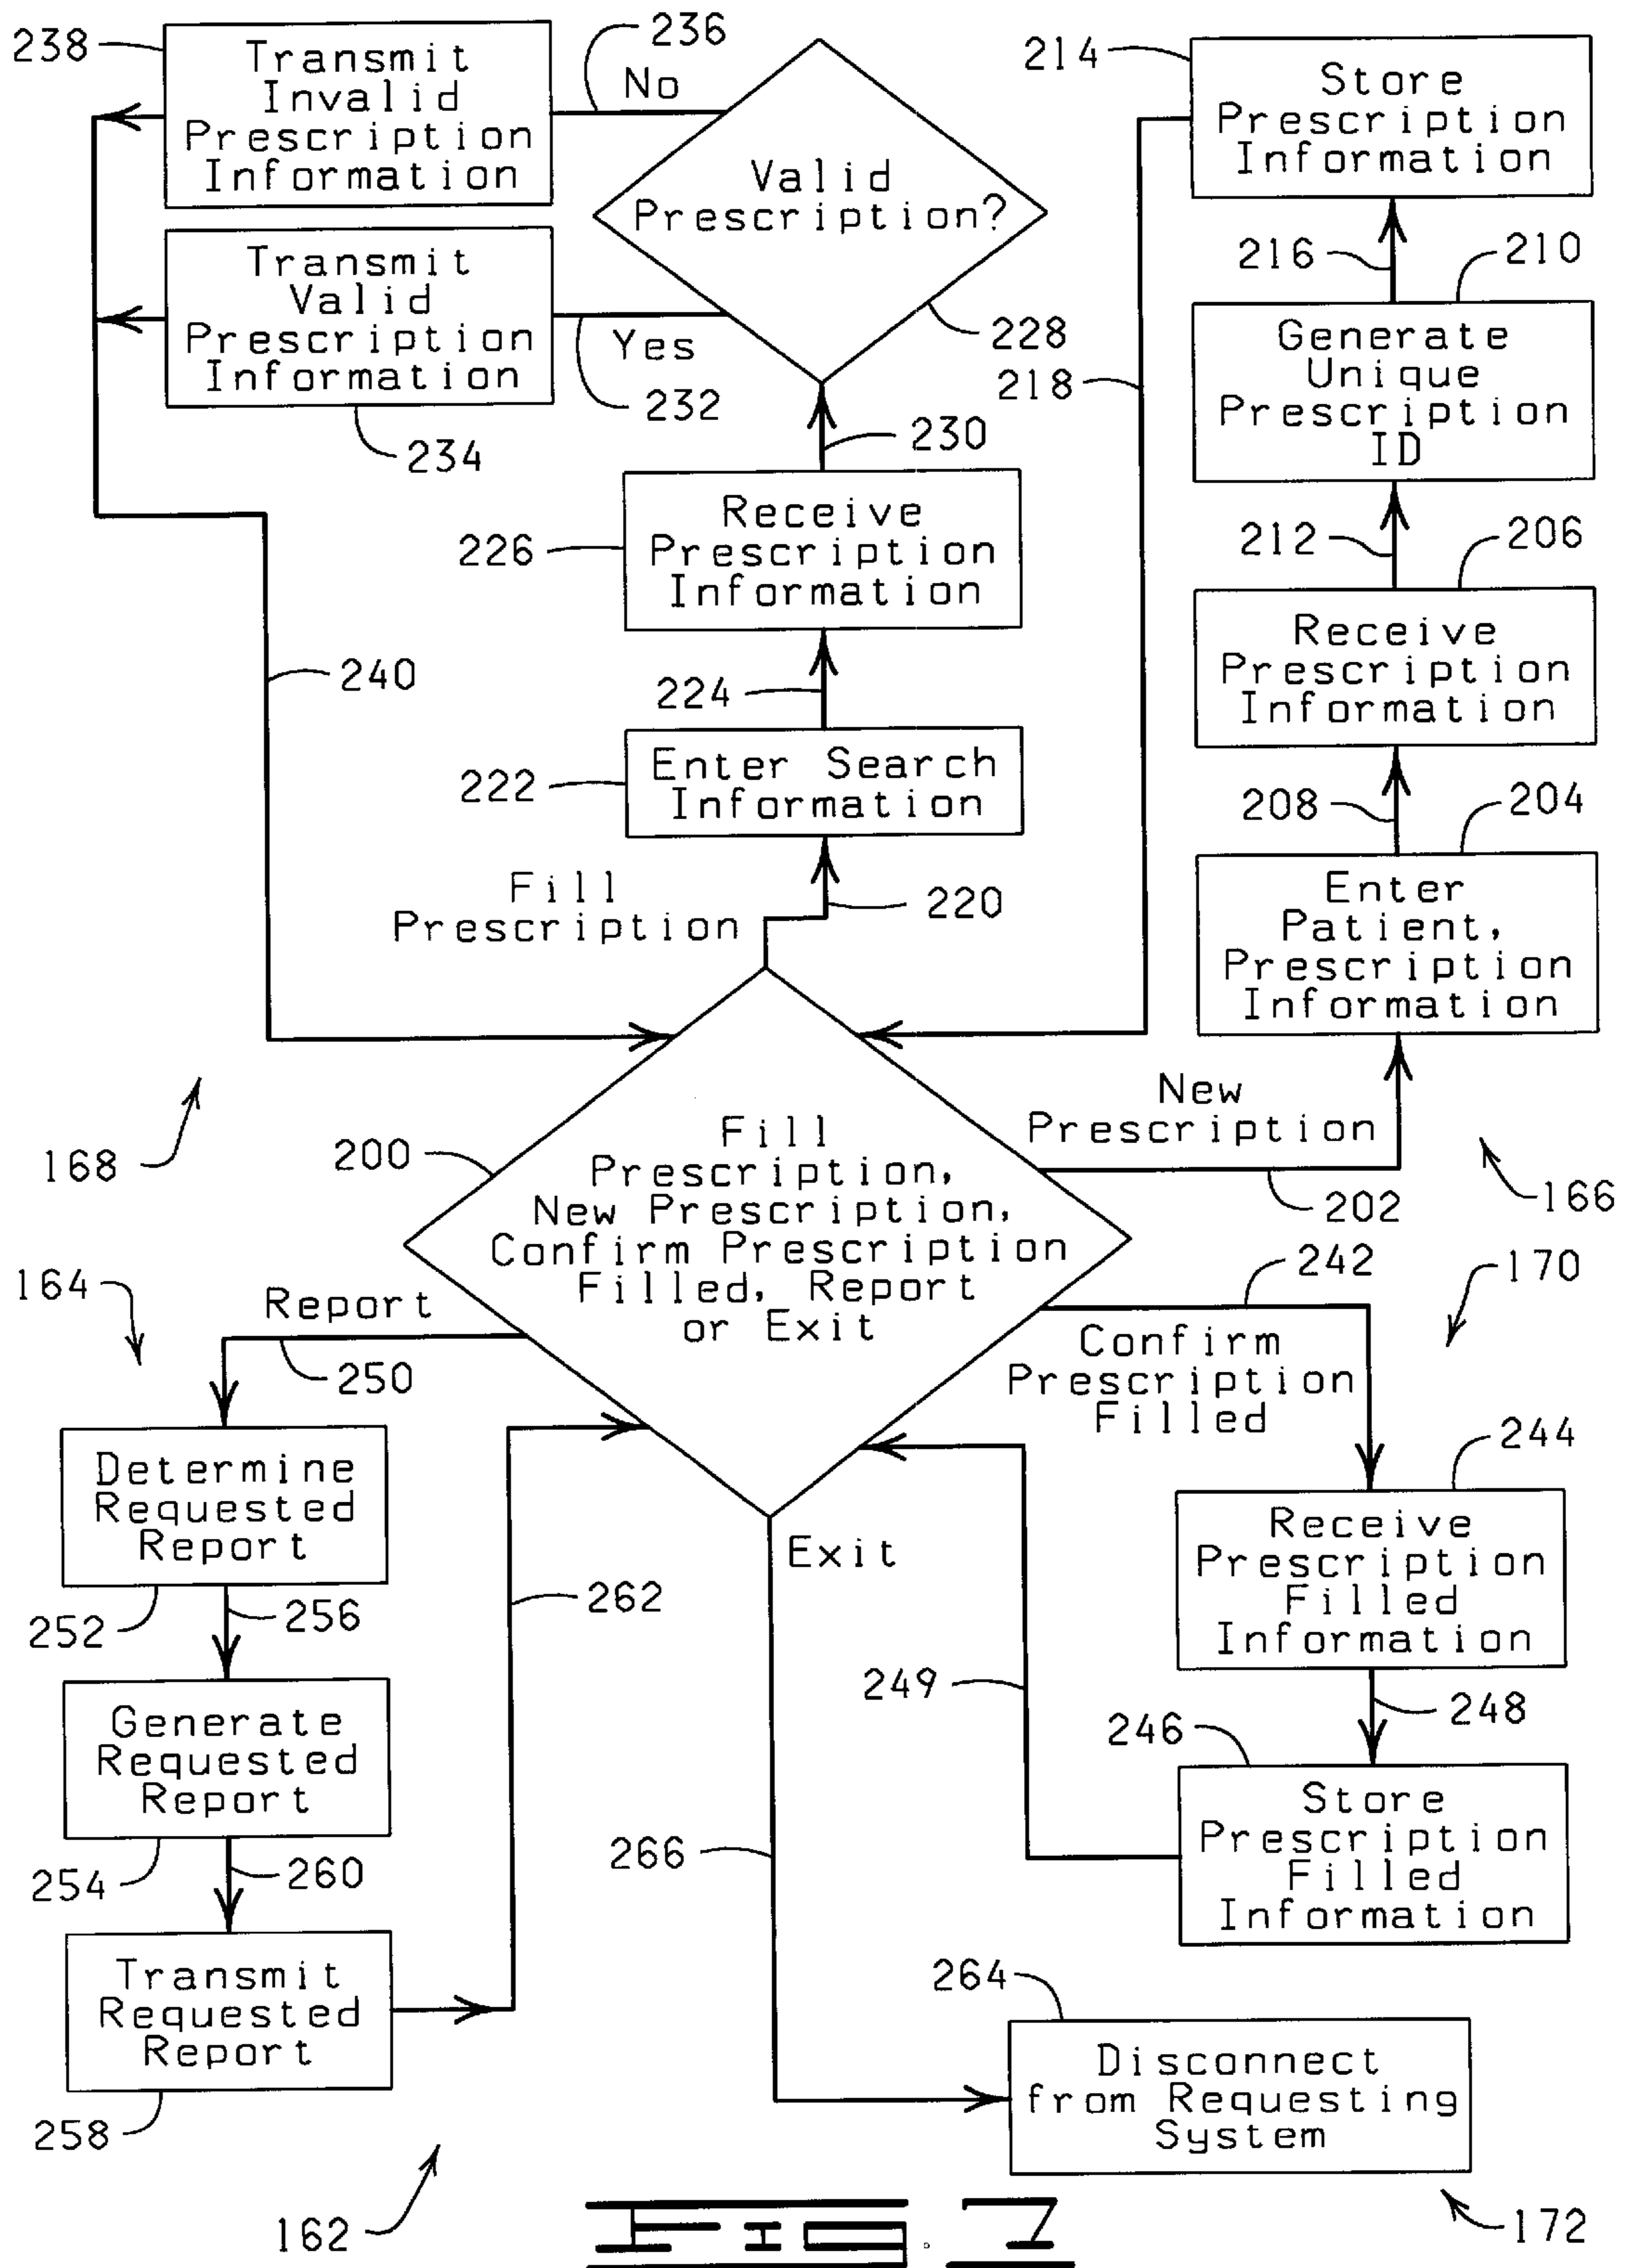 238
Transmit
Invalid
Prescription
Information
236
No
Valid
Prescription?
214
Store
Prescription
Information
Transmit
Valid
Prescription
Information
Yes
232
234
228
218
216
210
Generate
Unique
Prescription
ID
230
226
Receive
Prescription
Information
212
206
Receive
Prescription
Information
240
224
222
Enter Search
Information
208
204
Enter
Patient,
Prescription
Information
Fill
Prescription
220
168
200
Fill
Prescription,
New Prescription,
Confirm Prescription
Filled, Report
or Exit
New
Prescription
202
166
164
Report
250
242
170
Confirm
Prescription
Filled
244
Determine
Requested
Report
252
256
262
Exit
Receive
Prescription
Filled
Information
249
248
246
Generate
Requested
Report
254
260
266
Store
Prescription
Filled
Information
Transmit
Requested
Report
258
264
Disconnect
from Requesting
System
162
172
FIG. 7